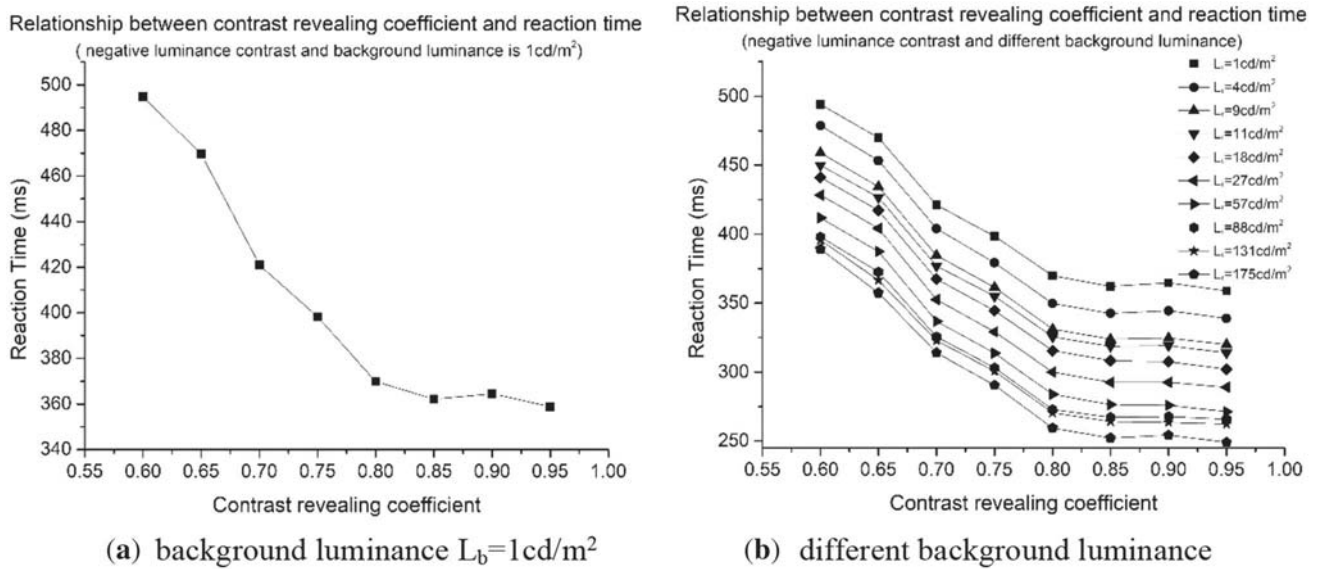 Relationship between contrast revealing coefficient and reaction time
( negative luminance contrast and background luminance is 1cd/m²)
500
480
460
440
420
400
380
360
340
Reaction Time (ms)
0.55 0.60 0.65 0.70 0.75 0.80 0.85 0.90 0.95 1.00
Contrast revealing coefficient
(a) background luminance L_b=1cd/m²
Relationship between contrast revealing coefficient and reaction time
(negative luminance contrast and different background luminance)
L=1cd/m²
L=4cd/m²
L=9cd/m²
L=11cd/m²
L=18cd/m²
L=27cd/m²
L=57cd/m²
L=88cd/m²
L=131cd/m²
L=175cd/m²
500
450
400
350
300
250
Reaction Time (ms)
0.55 0.60 0.65 0.70 0.75 0.80 0.85 0.90 0.95 1.00
Contrast revealing coefficient
(b) different background luminance